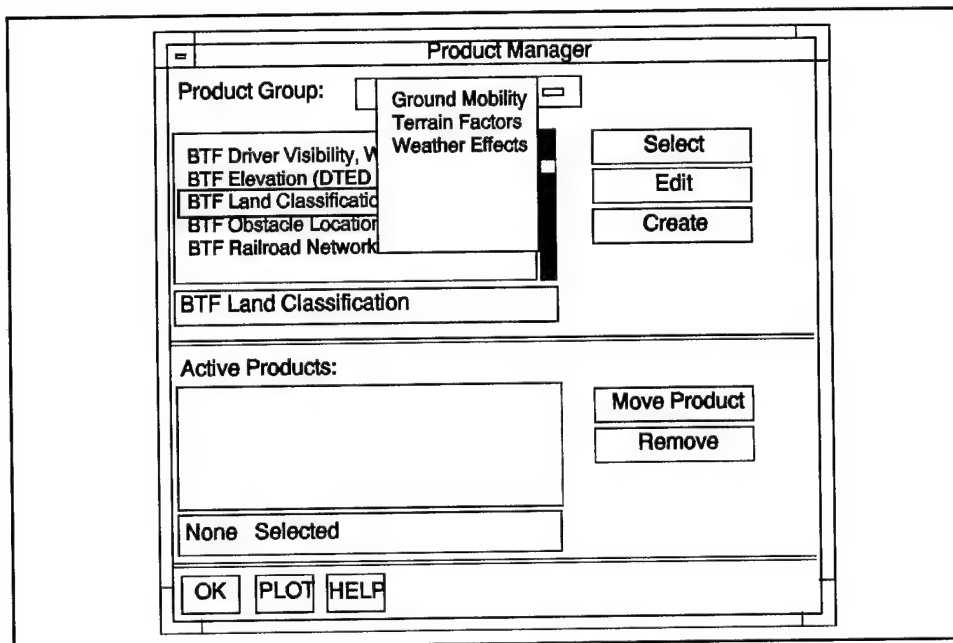 Product Manager
Product Group:
Ground Mobility
Terrain Factors
Weather Effects
BTF Driver Visibility, W
BTF Elevation (DTED
BTF Land Classificatio
BTF Obstacle Location
BTF Railroad Network
Select
Edit
Create
BTF Land Classification
Active Products:
Move Product
Remove
None Selected
OK PLOT HELP